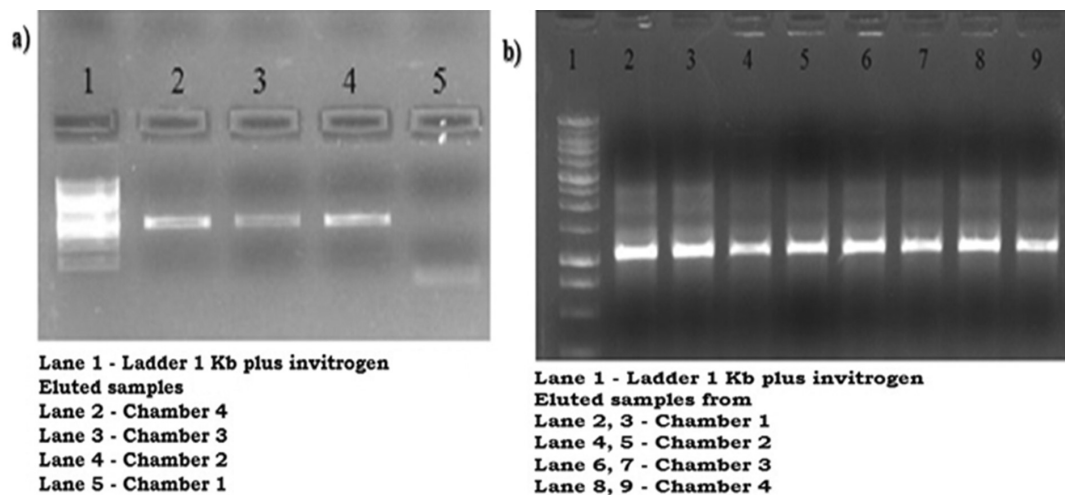 a)
1 2 3 4 5
Lane 1 - Ladder 1 Kb plus invitrogen
Eluted samples
Lane 2 - Chamber 4
Lane 3 - Chamber 3
Lane 4 - Chamber 2
Lane 5 - Chamber 1
b)
1 2 3 4 5 6 7 8 9
Lane 1 - Ladder 1 Kb plus invitrogen
Eluted samples from
Lane 2, 3 - Chamber 1
Lane 4, 5 - Chamber 2
Lane 6, 7 - Chamber 3
Lane 8, 9 - Chamber 4